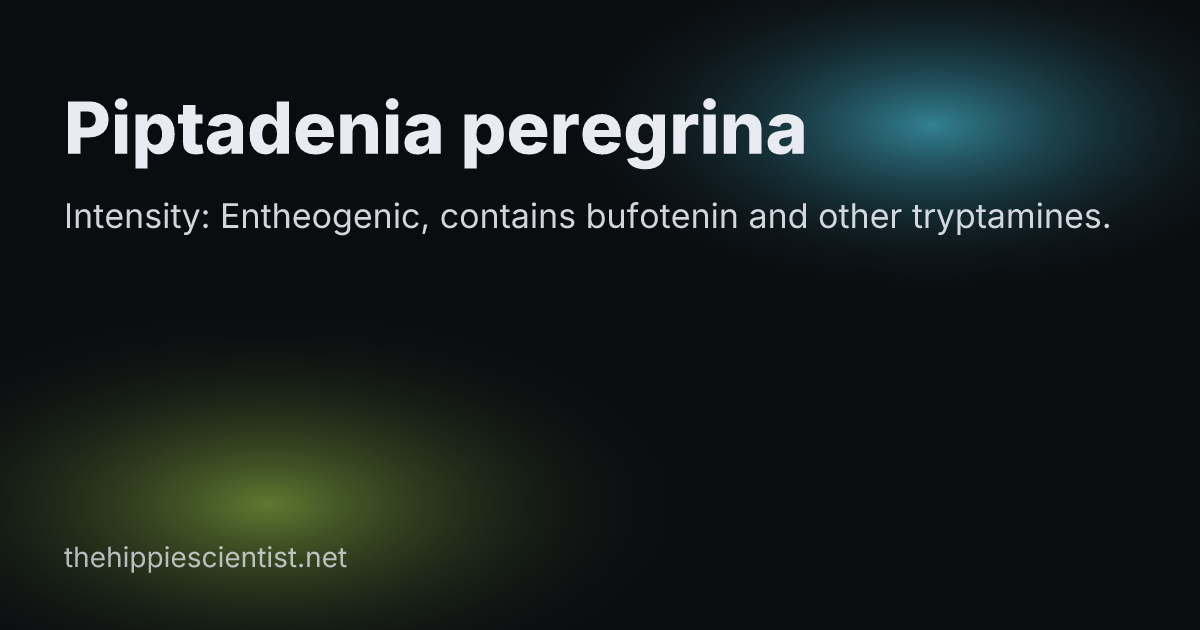 Piptadenia peregrina
Intensity: Entheogenic, contains bufotenin and other tryptamines.
thehippiescientist.net